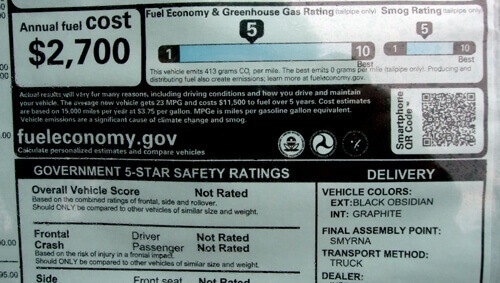 Annual fuel cost
$2,700
Fuel Economy & Greenhouse Gas Rating (tailpipe only)
Smog Rating (tailpipe only)
5
1
10
Best
5
1
10
Best
This vehicle emits 413 grams CO₂ per mile. The best emits 0 grams per mile (tailpipe only). Producing and
distributing fuel also create emissions; learn more at fueleconomy.gov.
Actual results will vary for many reasons, including driving conditions and how you drive and maintain
your vehicle. The average new vehicle gets 23 MPG and costs $11,500 to fuel over 5 years. Cost estimates
are based on 15,000 miles per year at $3.75 per gallon. MPGe is miles per gasoline gallon equivalent.
Vehicle emissions are a significant cause of climate change and smog.
fueleconomy.gov
Calculate personalized estimates and compare vehicles
Smartphone
QR Code™
GOVERNMENT 5-STAR SAFETY RATINGS
Overall Vehicle Score Not Rated
Based on the combined ratings of frontal, side and rollover.
Should ONLY be compared to other vehicles of similar size and weight.
Frontal Driver Not Rated
Crash Passenger Not Rated
Based on the risk of injury in a frontal impact.
Should ONLY be compared to other vehicles of similar size and weight.
Side Front seat Not Rated
DELIVERY
VEHICLE COLORS:
EXT:BLACK OBSIDIAN
INT: GRAPHITE
FINAL ASSEMBLY POINT:
SMYRNA
TRANSPORT METHOD:
TRUCK
DEALER: